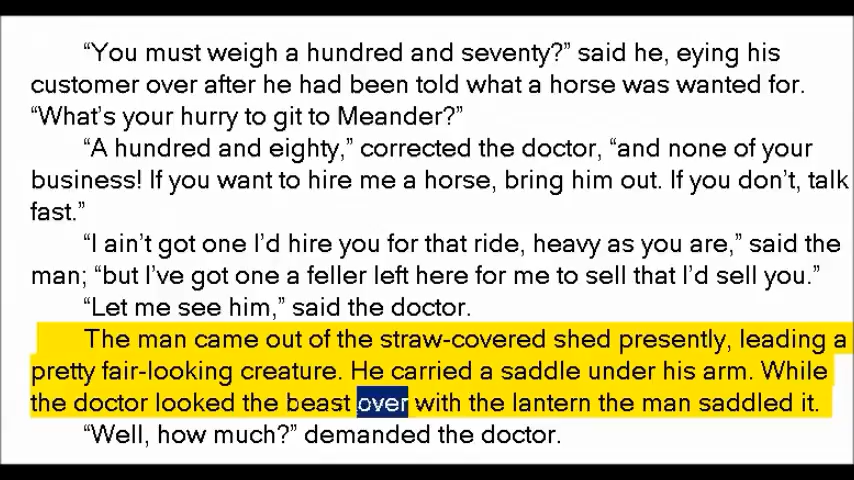 “You must weigh a hundred and seventy?” said he, eying his
customer over after he had been told what a horse was wanted for.
“What’s your hurry to git to Meander?”
“A hundred and eighty,” corrected the doctor, “and none of your
business! If you want to hire me a horse, bring him out. If you don’t, talk
fast.”
“I ain’t got one I’d hire you for that ride, heavy as you are,” said the
man; “but I’ve got one a feller left here for me to sell that I’d sell you.”
“Let me see him,” said the doctor.
The man came out of the straw-covered shed presently, leading a
pretty fair-looking creature. He carried a saddle under his arm. While
the doctor looked the beast over with the lantern the man saddled it.
“Well, how much?” demanded the doctor.